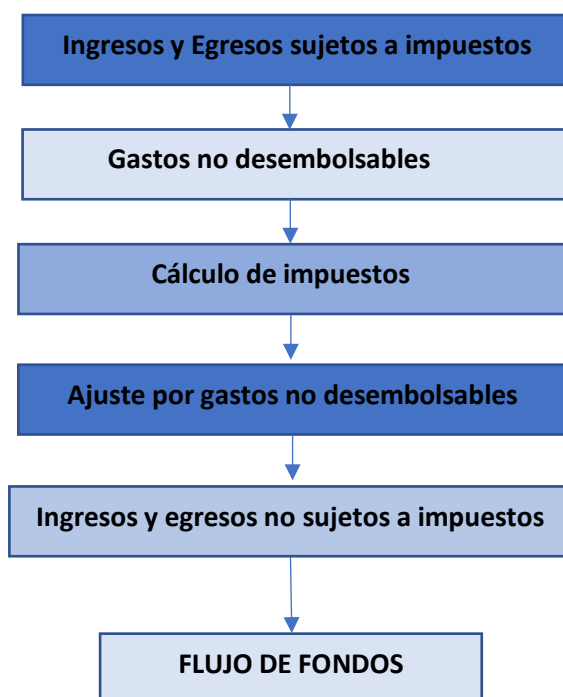 Ingresos y Egresos sujetos a impuestos
Gastos no desembolsables
Cálculo de impuestos
Ajuste por gastos no desembolsables
Ingresos y egresos no sujetos a impuestos
FLUJO DE FONDOS